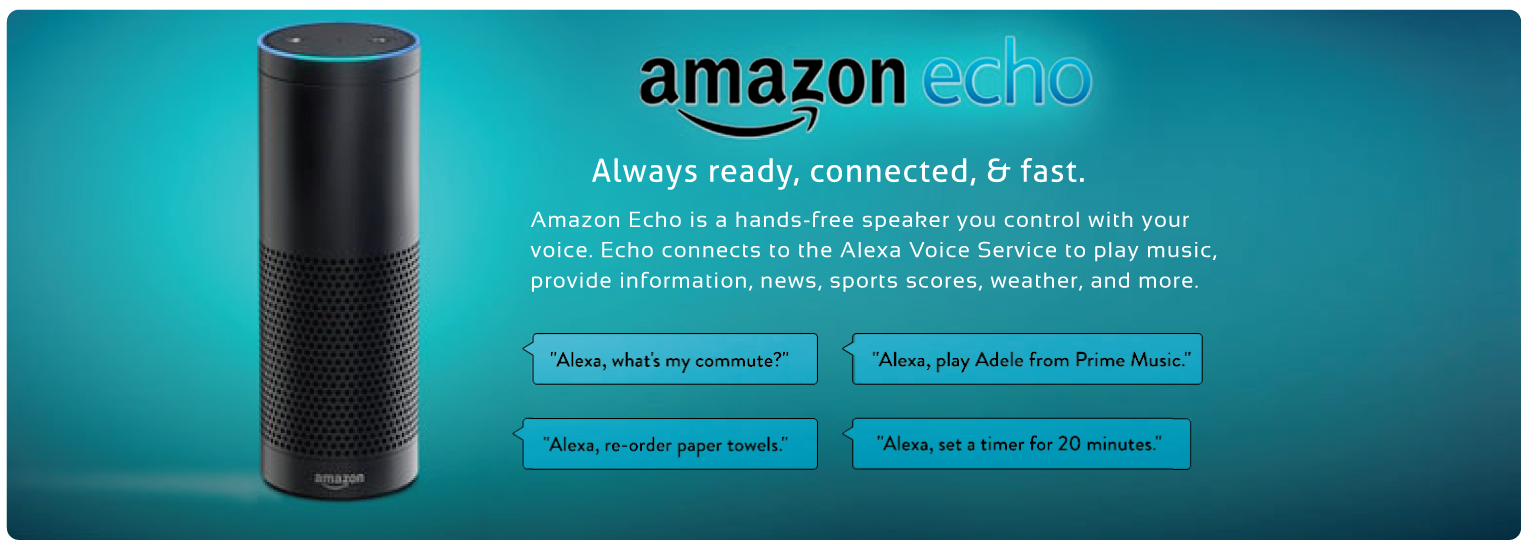 amazon echo
Always ready, connected, & fast.
Amazon Echo is a hands-free speaker you control with your
voice. Echo connects to the Alexa Voice Service to play music,
provide information, news, sports scores, weather, and more.
"Alexa, what's my commute?"
"Alexa, play Adele from Prime Music."
"Alexa, re-order paper towels."
"Alexa, set a timer for 20 minutes."
amazon